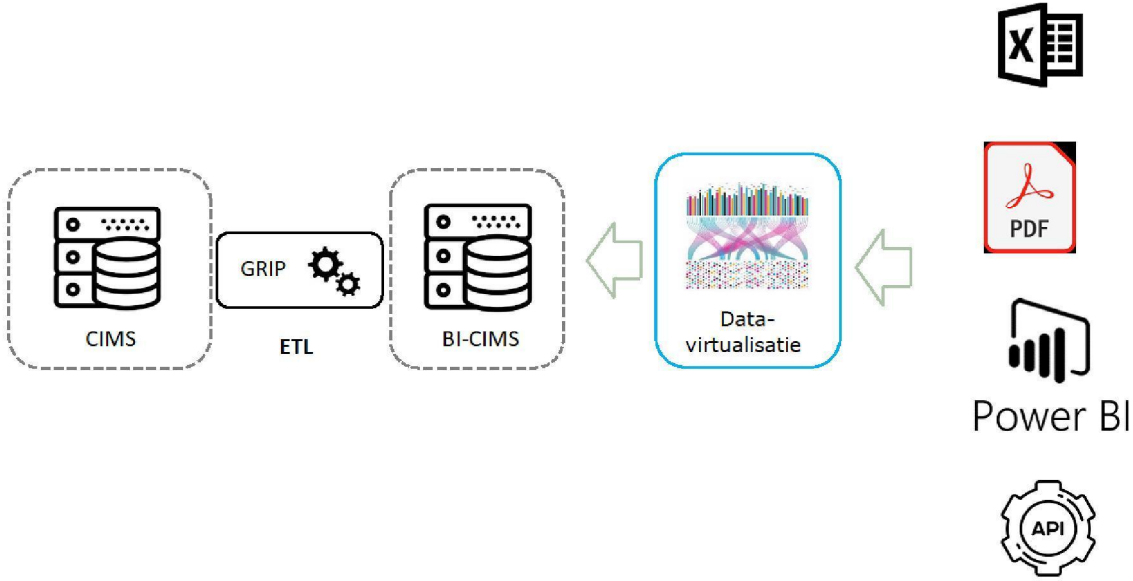 X
PDF
CIMS
GRIP
ETL
BI-CIMS
Data-
virtualisatie
Power BI
API